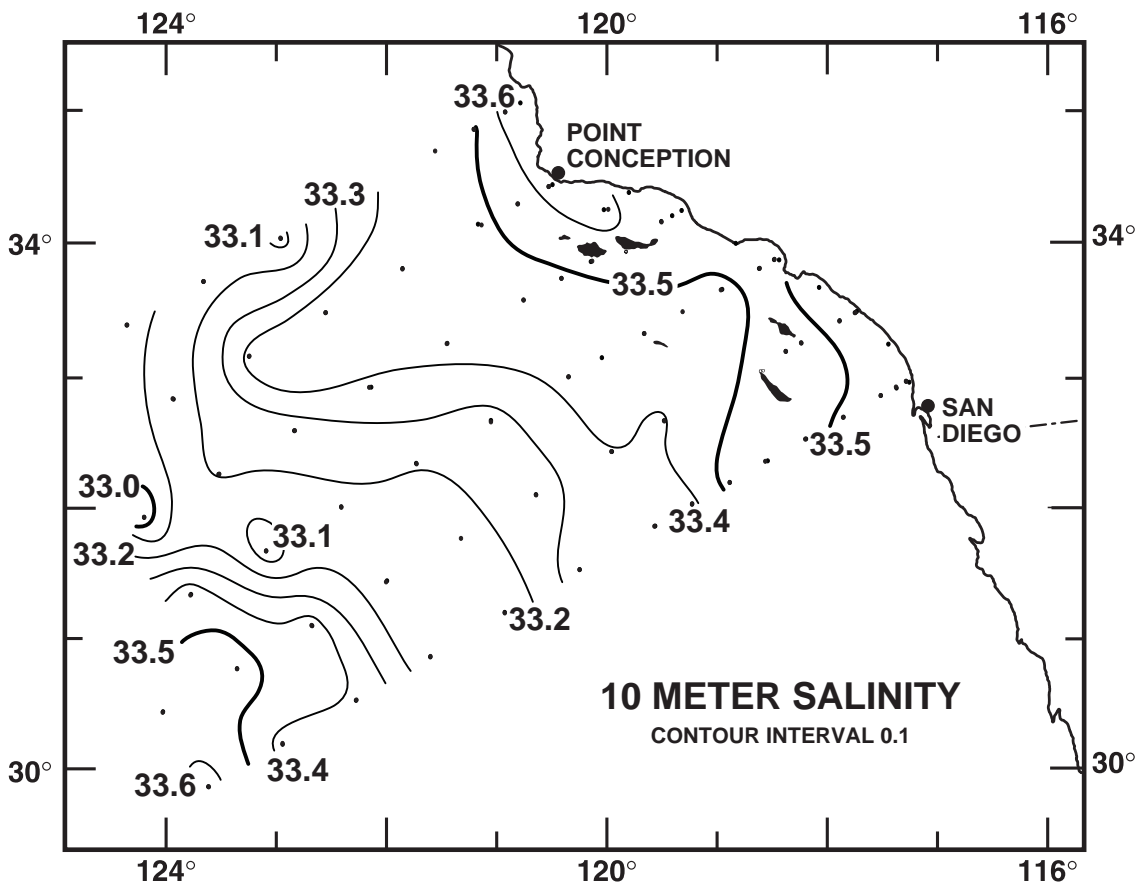 124° 120° 116°
33.6
POINT
CONCEPTION
33.3
33.1
34° 34°
33.5
SAN
DIEGO
33.5
33.0
33.4
33.1
33.2
33.2
33.5
10 METER SALINITY
CONTOUR INTERVAL 0.1
30° 30°
33.4
33.6
124° 120° 116°